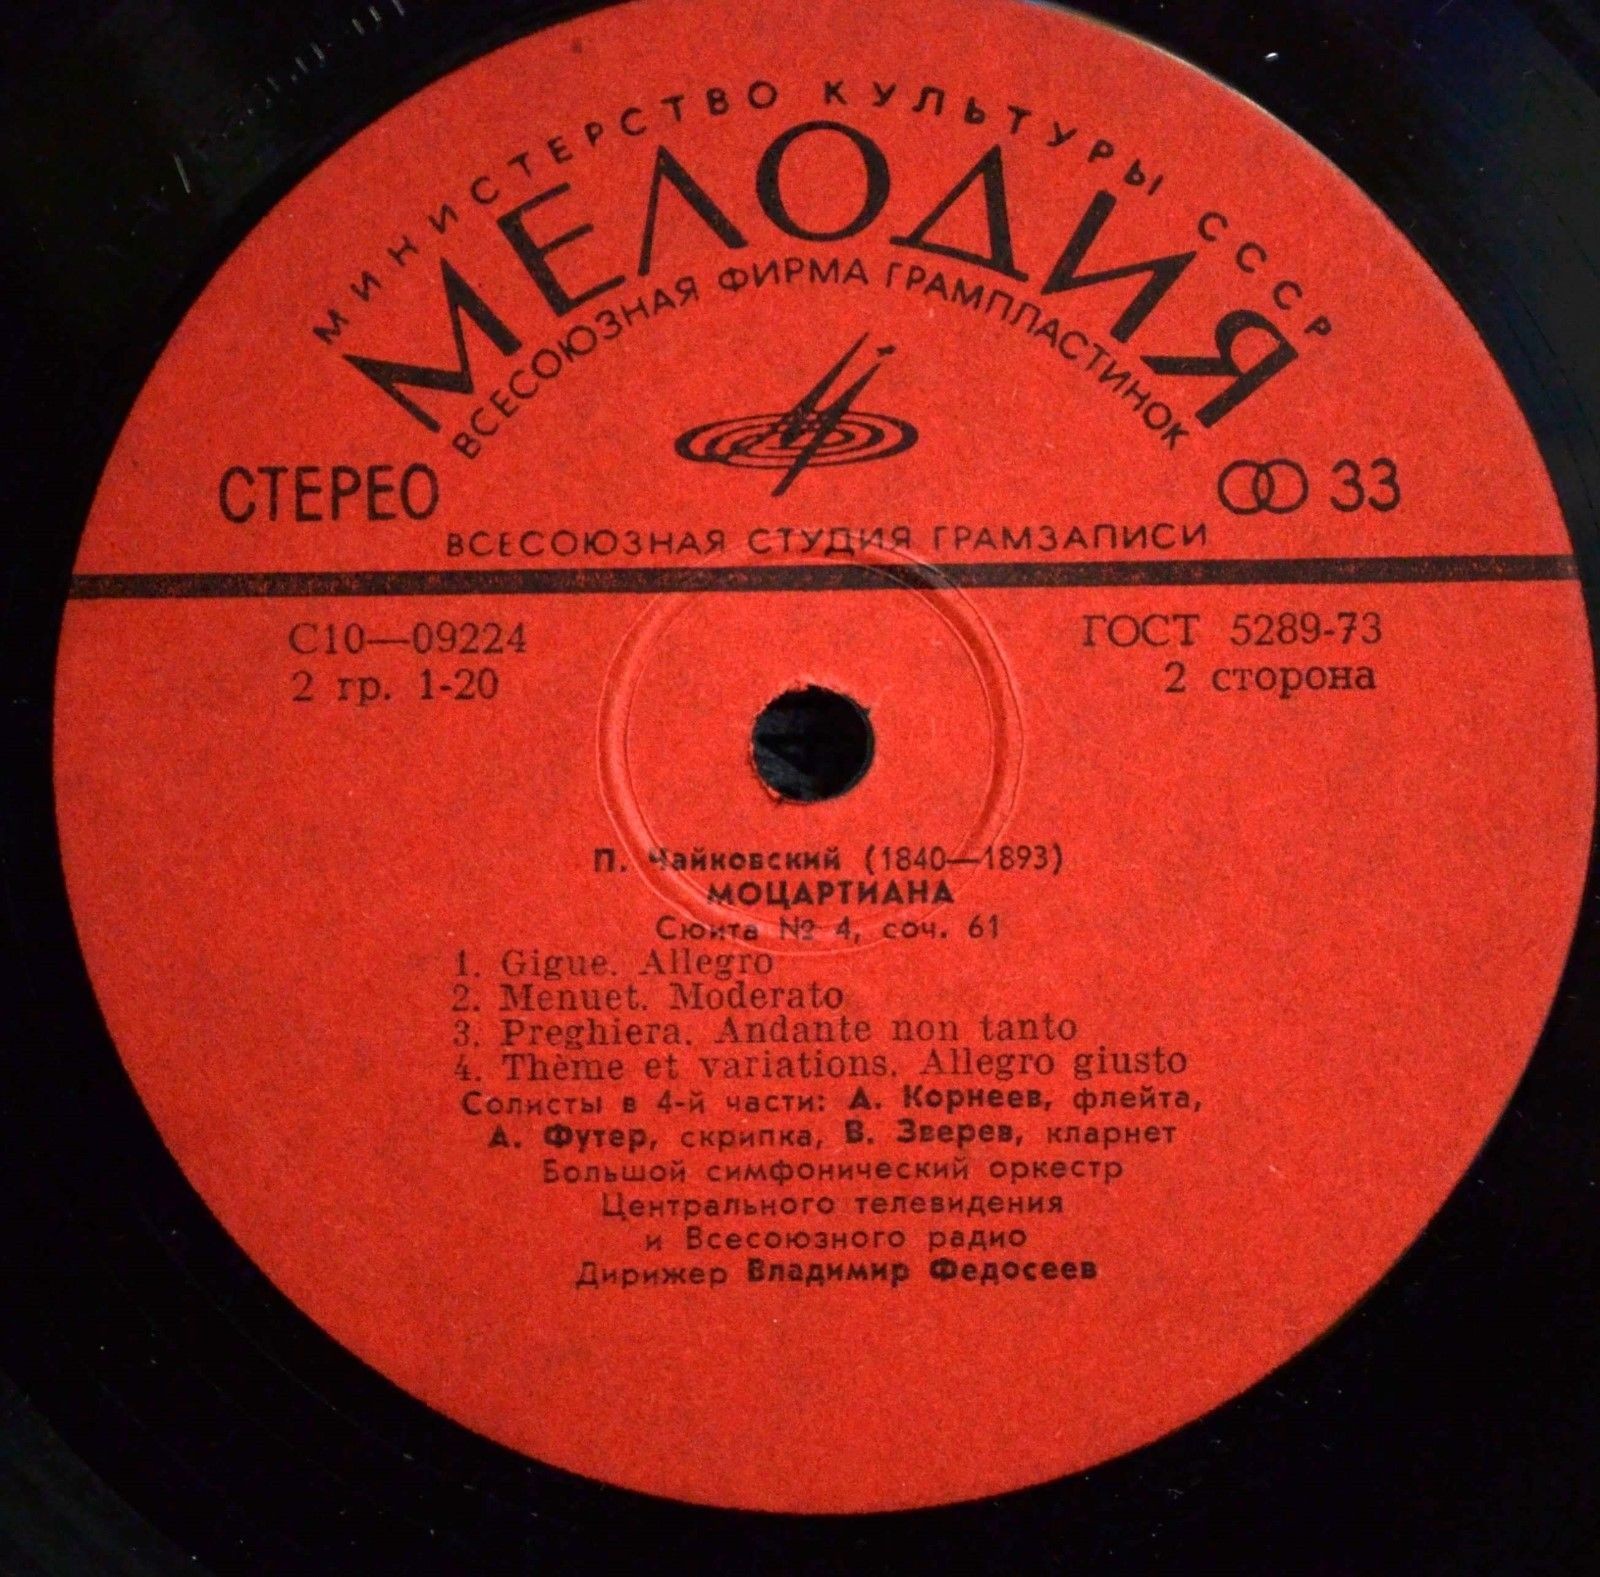 МИНИСТЕРСТВО КУЛЬТУРЫ СССР
МЕЛОДИЯ
ВСЕСОЮЗНАЯ ФИРМА ГРАМПЛАСТИНОК
СТЕРЕО
33
ВСЕСОЮЗНАЯ СТУДИЯ ГРАМЗАПИСИ
С10—09224
ГОСТ 5289-73
2 гр. 1-20
2 сторона
П. Чайковский (1840—1893)
МОЦАРТИАНА
Сюита № 4, соч. 61
1. Gigue. Allegro
2. Menuet. Moderato
3. Preghiera. Andante non tanto
4. Thème et variations. Allegro giusto
Солисты в 4-й части: А. Корнеев, флейта,
А. Футер, скрипка, В. Зверев, кларнет
Большой симфонический оркестр
Центрального телевидения
и Всесоюзного радио
Дирижер Владимир Федосеев